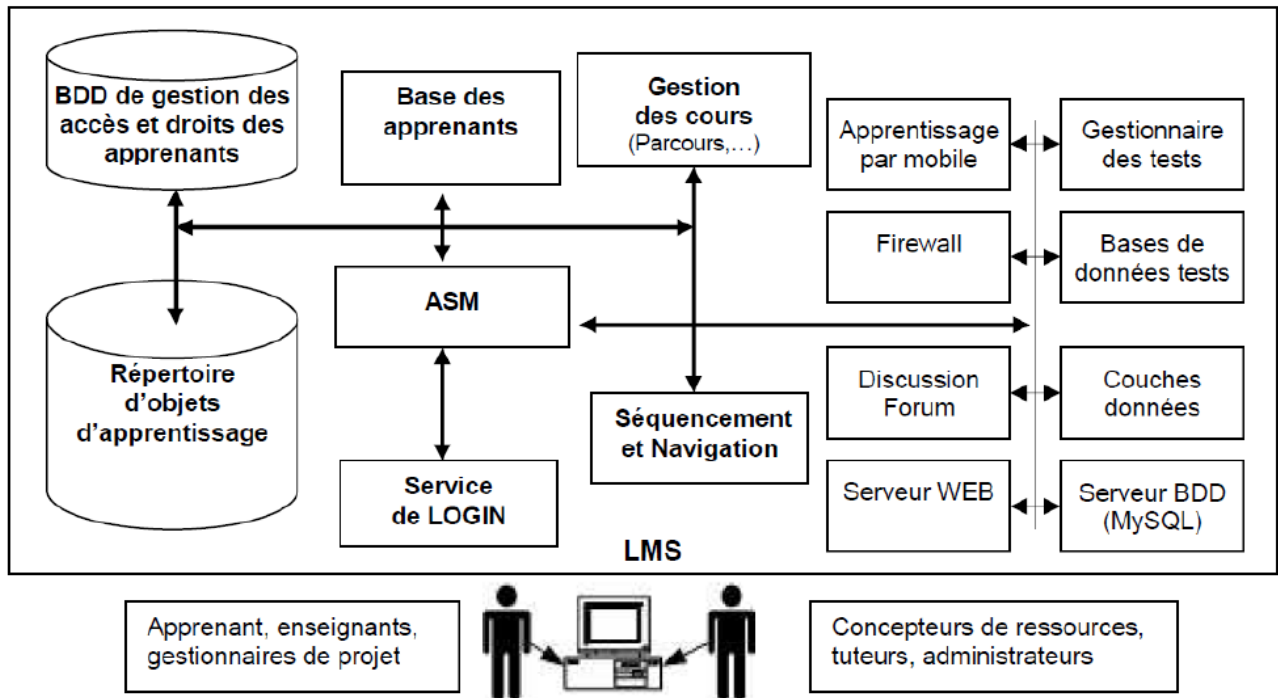 BDD de gestion des
accès et droits des
apprenants
Base des
apprenants
Gestion
des cours
(Parcours,...)
Apprentissage
par mobile
Gestionnaire
des tests
Firewall
Bases de
données tests
ASM
Répertoire
d'objets
d'apprentissage
Séquencement
et Navigation
Discussion
Forum
Couches
données
Service
de LOGIN
Serveur WEB
Serveur BDD
(MySQL)
LMS
Apprenant, enseignants,
gestionnaires de projet
Concepteurs de ressources,
tuteurs, administrateurs